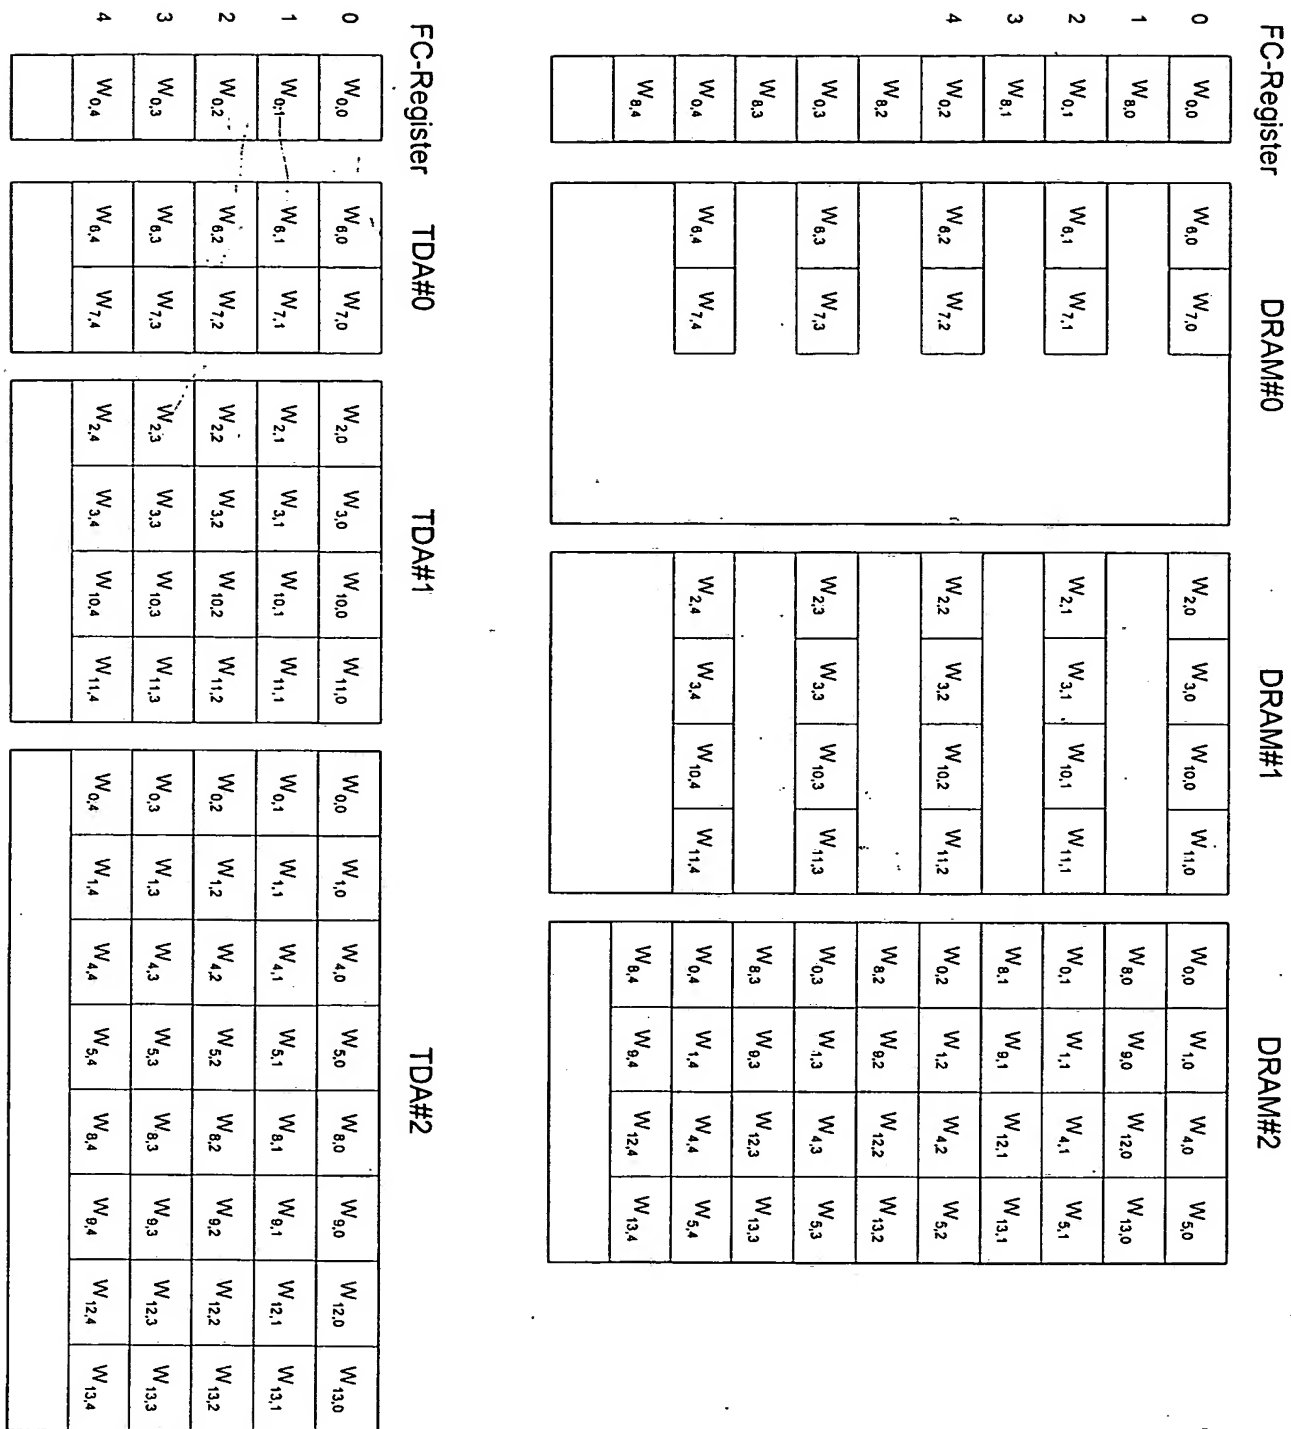 FC-Register DRAM#0 DRAM#1 DRAM#2
0 W0,0 W6,0 W7,0 W2,0 W3,0 W10,0 W11,0 W0,0 W1,0 W4,0 W5,0
1 W8,0 W8,0 W9,0 W12,0 W13,0
2 W0,1 W6,1 W7,1 W2,1 W3,1 W10,1 W11,1 W0,1 W1,1 W4,1 W5,1
3 W8,1 W8,1 W9,1 W12,1 W13,1
4 W0,2 W6,2 W7,2 W2,2 W3,2 W10,2 W11,2 W0,2 W1,2 W4,2 W5,2
W8,2 W8,2 W9,2 W12,2 W13,2
W0,3 W6,3 W7,3 W2,3 W3,3 W10,3 W11,3 W0,3 W1,3 W4,3 W5,3
W8,3 W8,3 W9,3 W12,3 W13,3
W0,4 W6,4 W7,4 W2,4 W3,4 W10,4 W11,4 W0,4 W1,4 W4,4 W5,4
W8,4 W8,4 W9,4 W12,4 W13,4
FC-Register TDA#0 TDA#1 TDA#2
0 W0,0 W6,0 W7,0 W2,0 W3,0 W10,0 W11,0 W0,0 W1,0 W4,0 W5,0 W8,0 W9,0 W12,0 W13,0
1 W0,1 W6,1 W7,1 W2,1 W3,1 W10,1 W11,1 W0,1 W1,1 W4,1 W5,1 W8,1 W9,1 W12,1 W13,1
2 W0,2 W6,2 W7,2 W2,2 W3,2 W10,2 W11,2 W0,2 W1,2 W4,2 W5,2 W8,2 W9,2 W12,2 W13,2
3 W0,3 W6,3 W7,3 W2,3 W3,3 W10,3 W11,3 W0,3 W1,3 W4,3 W5,3 W8,3 W9,3 W12,3 W13,3
4 W0,4 W6,4 W7,4 W2,4 W3,4 W10,4 W11,4 W0,4 W1,4 W4,4 W5,4 W8,4 W9,4 W12,4 W13,4